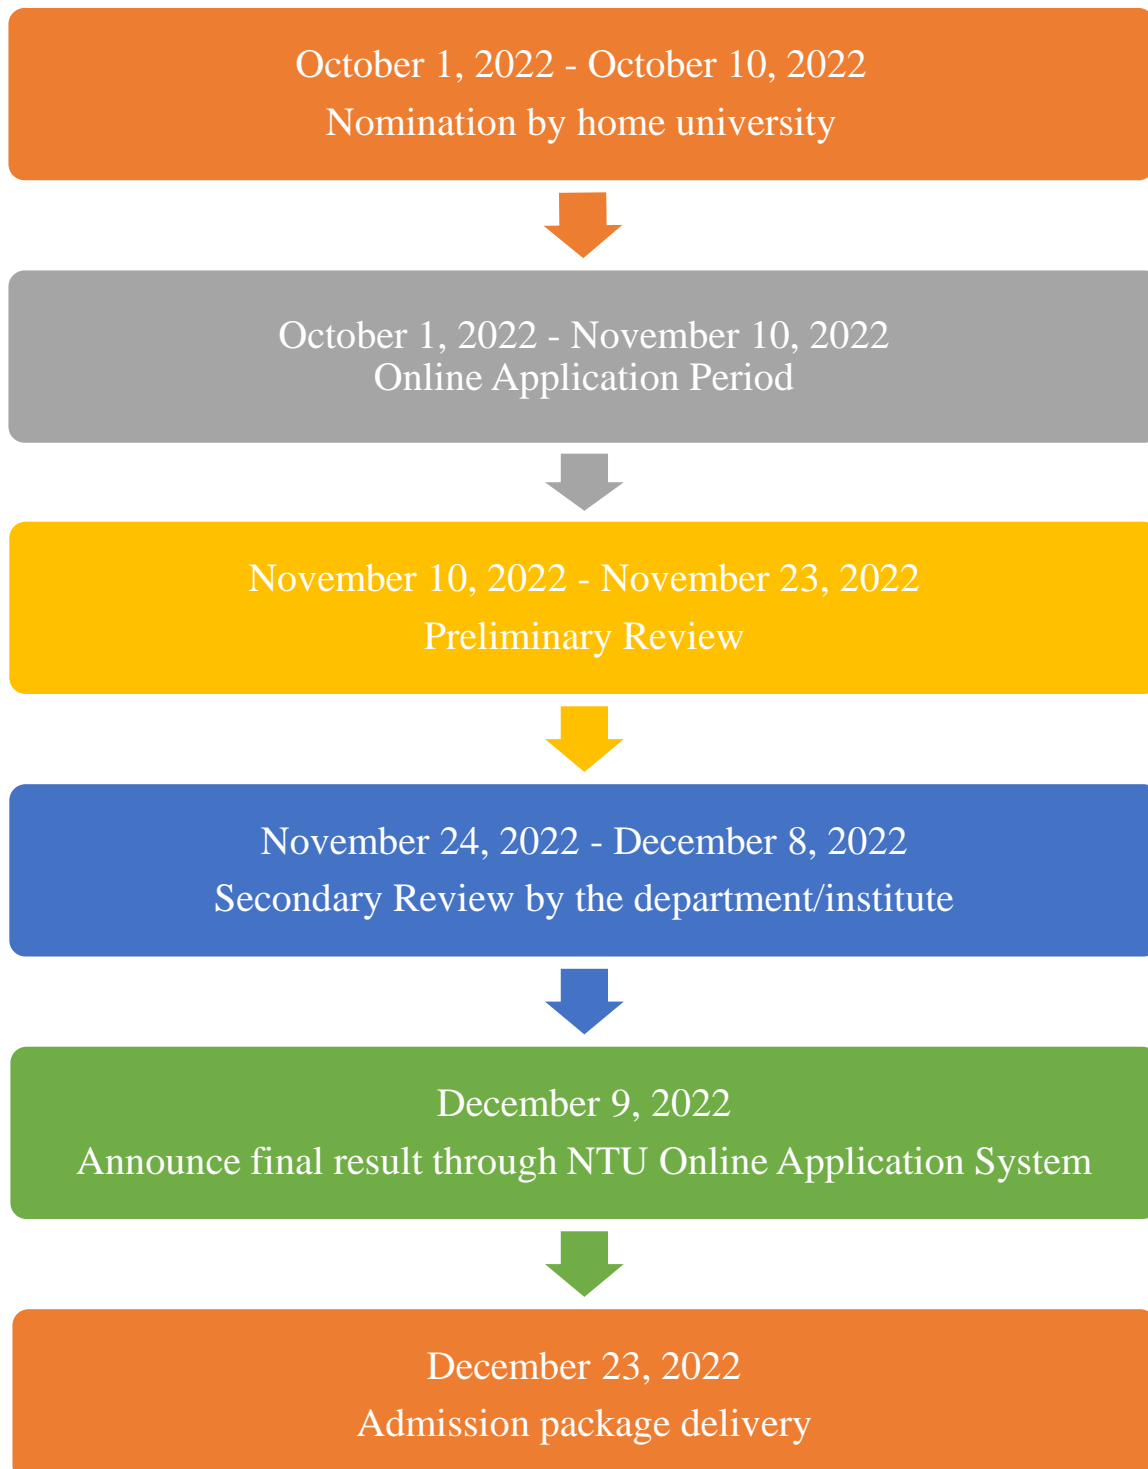 October 1, 2022 - October 10, 2022
Nomination by home university
October 1, 2022 - November 10, 2022
Online Application Period
November 10, 2022 - November 23, 2022
Preliminary Review
November 24, 2022 - December 8, 2022
Secondary Review by the department/institute
December 9, 2022
Announce final result through NTU Online Application System
December 23, 2022
Admission package delivery